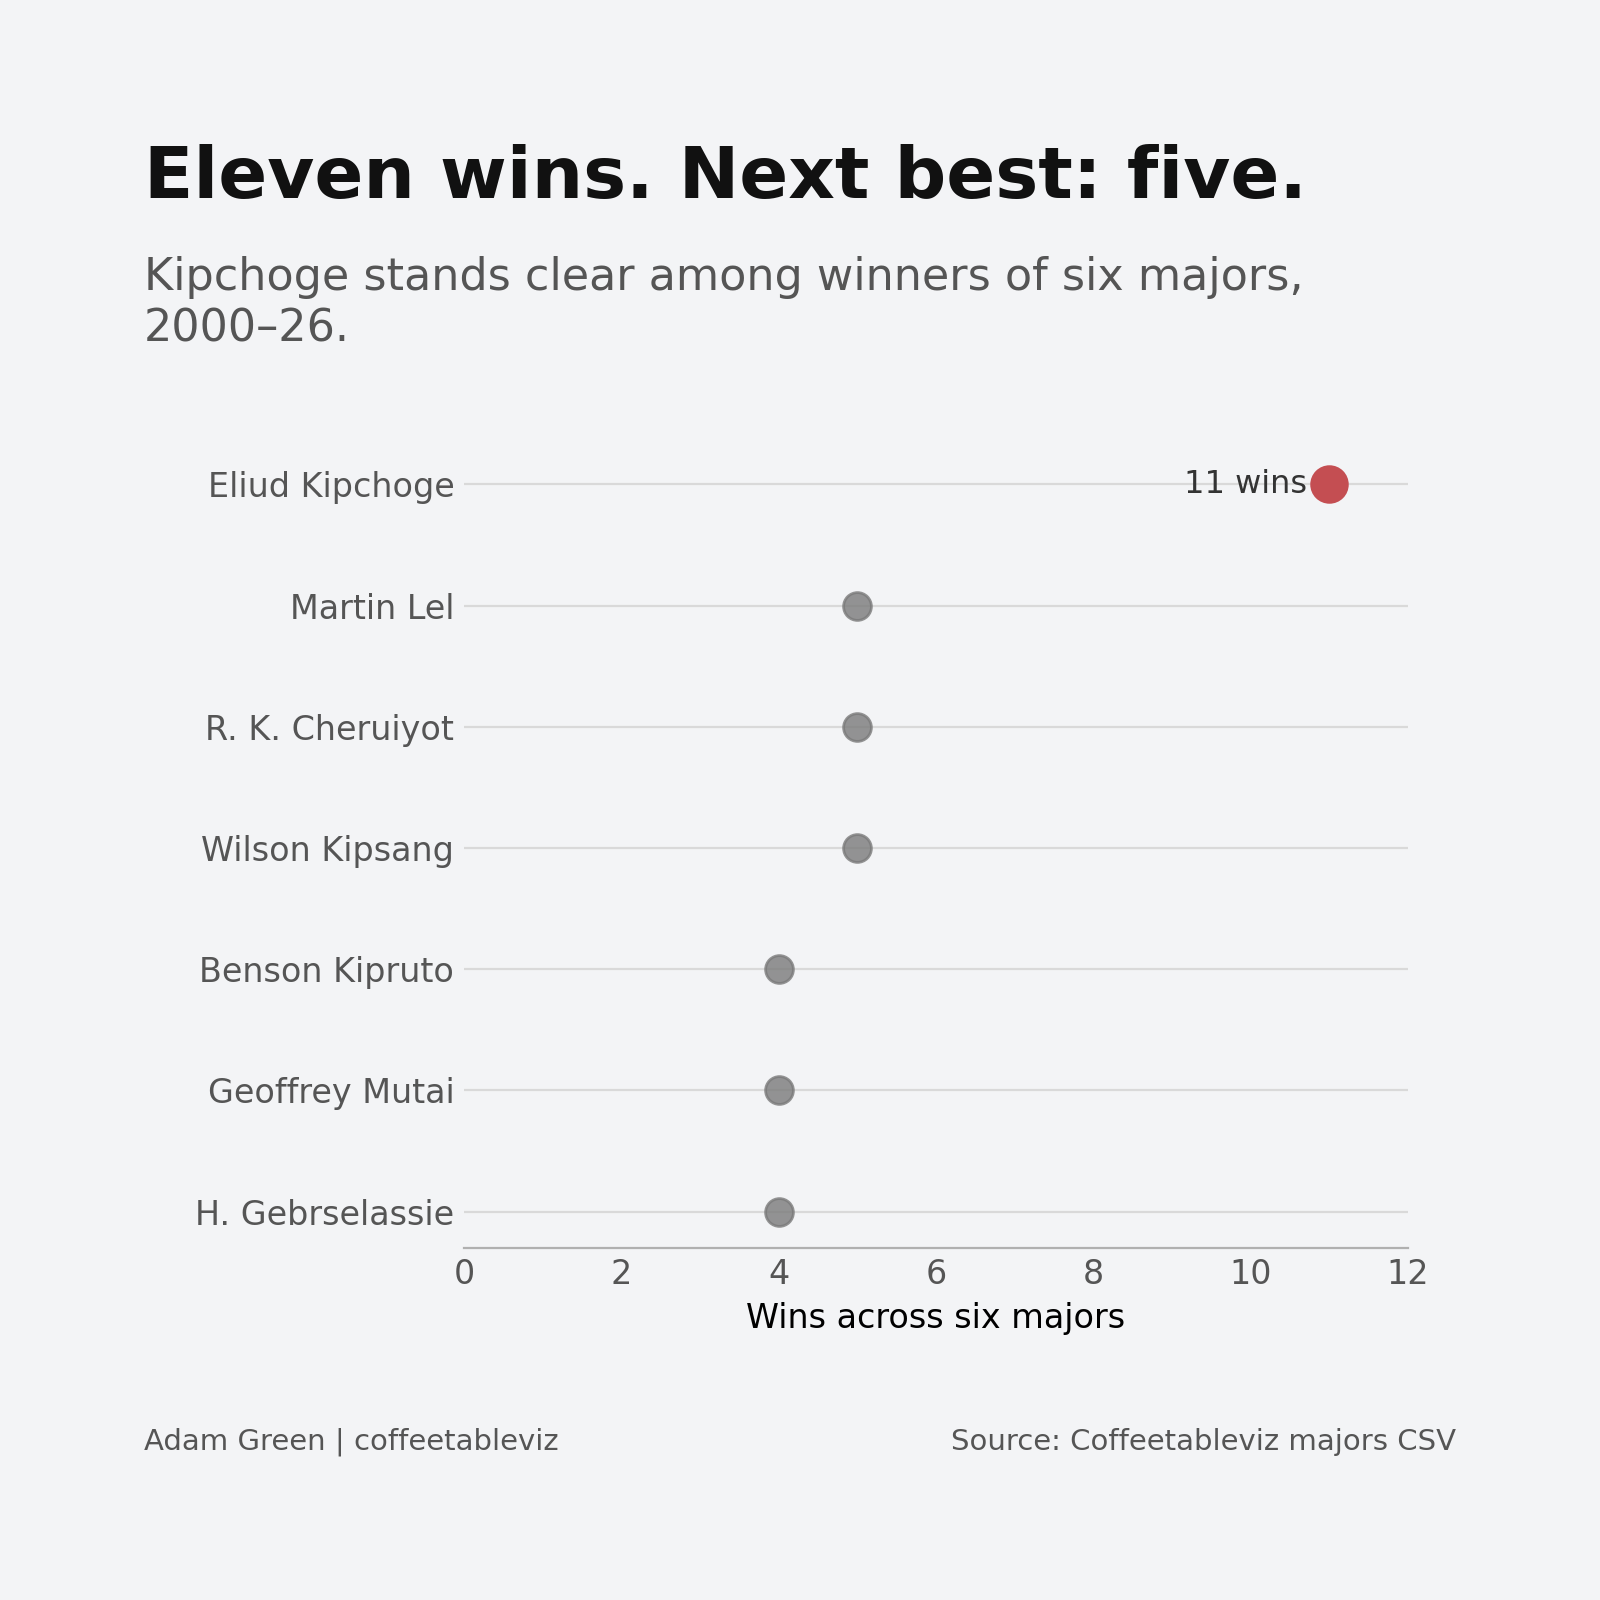 Eleven wins. Next best: five.
Kipchoge stands clear among winners of six majors,
2000–26.
Eliud Kipchoge
11 wins
Martin Lel
R. K. Cheruiyot
Wilson Kipsang
Benson Kipruto
Geoffrey Mutai
H. Gebrselassie
0 2 4 6 8 10 12
Wins across six majors
Adam Green | coffeetableviz
Source: Coffeetableviz majors CSV